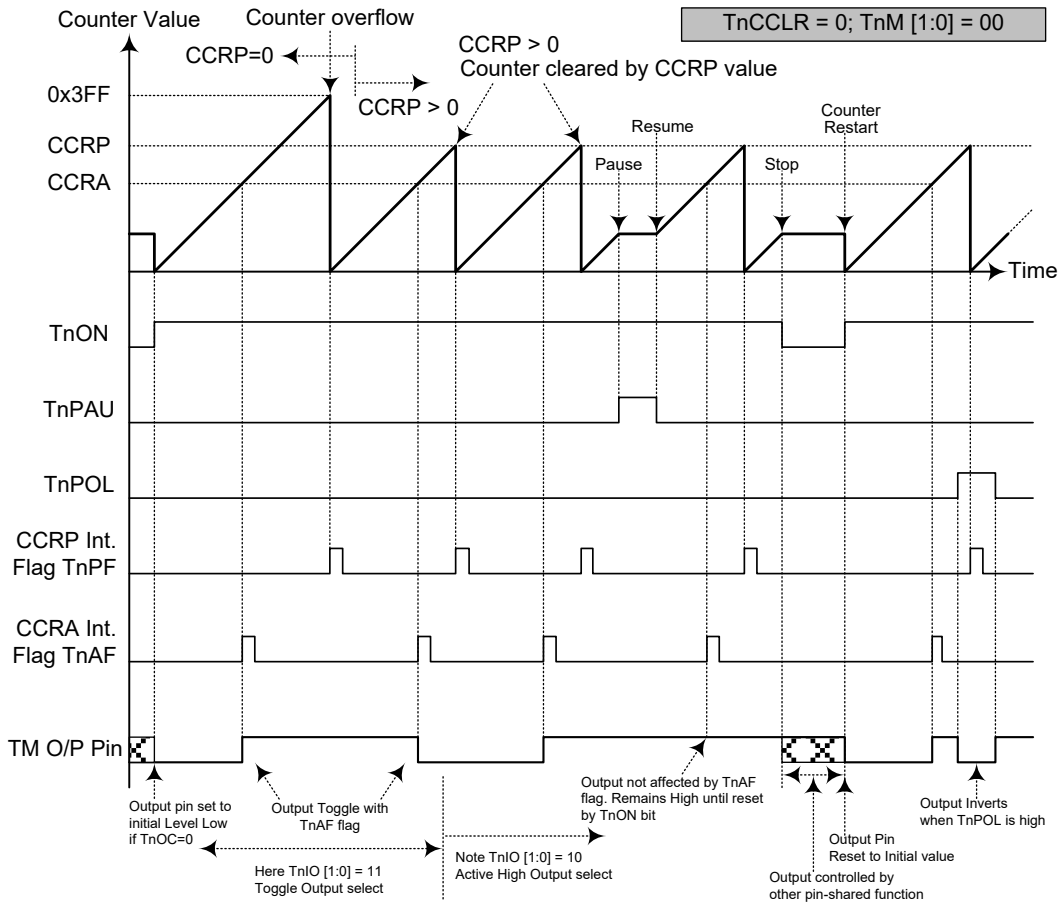 Counter Value
Counter overflow
TnCCLR = 0; TnM [1:0] = 00
CCRP=0
CCRP > 0
CCRP > 0
Counter cleared by CCRP value
0x3FF
CCRP
CCRA
Pause
Resume
Stop
Counter
Restart
Time
TnON
TnPAU
TnPOL
CCRP Int.
Flag TnPF
CCRA Int.
Flag TnAF
TM O/P Pin
Output pin set to
initial Level Low
if TnOC=0
Output Toggle with
TnAF flag
Output not affected by TnAF
flag. Remains High until reset
by TnON bit
Output Inverts
when TnPOL is high
Output Pin
Reset to Initial value
Output controlled by
other pin-shared function
Here TnIO [1:0] = 11
Toggle Output select
Note TnIO [1:0] = 10
Active High Output select